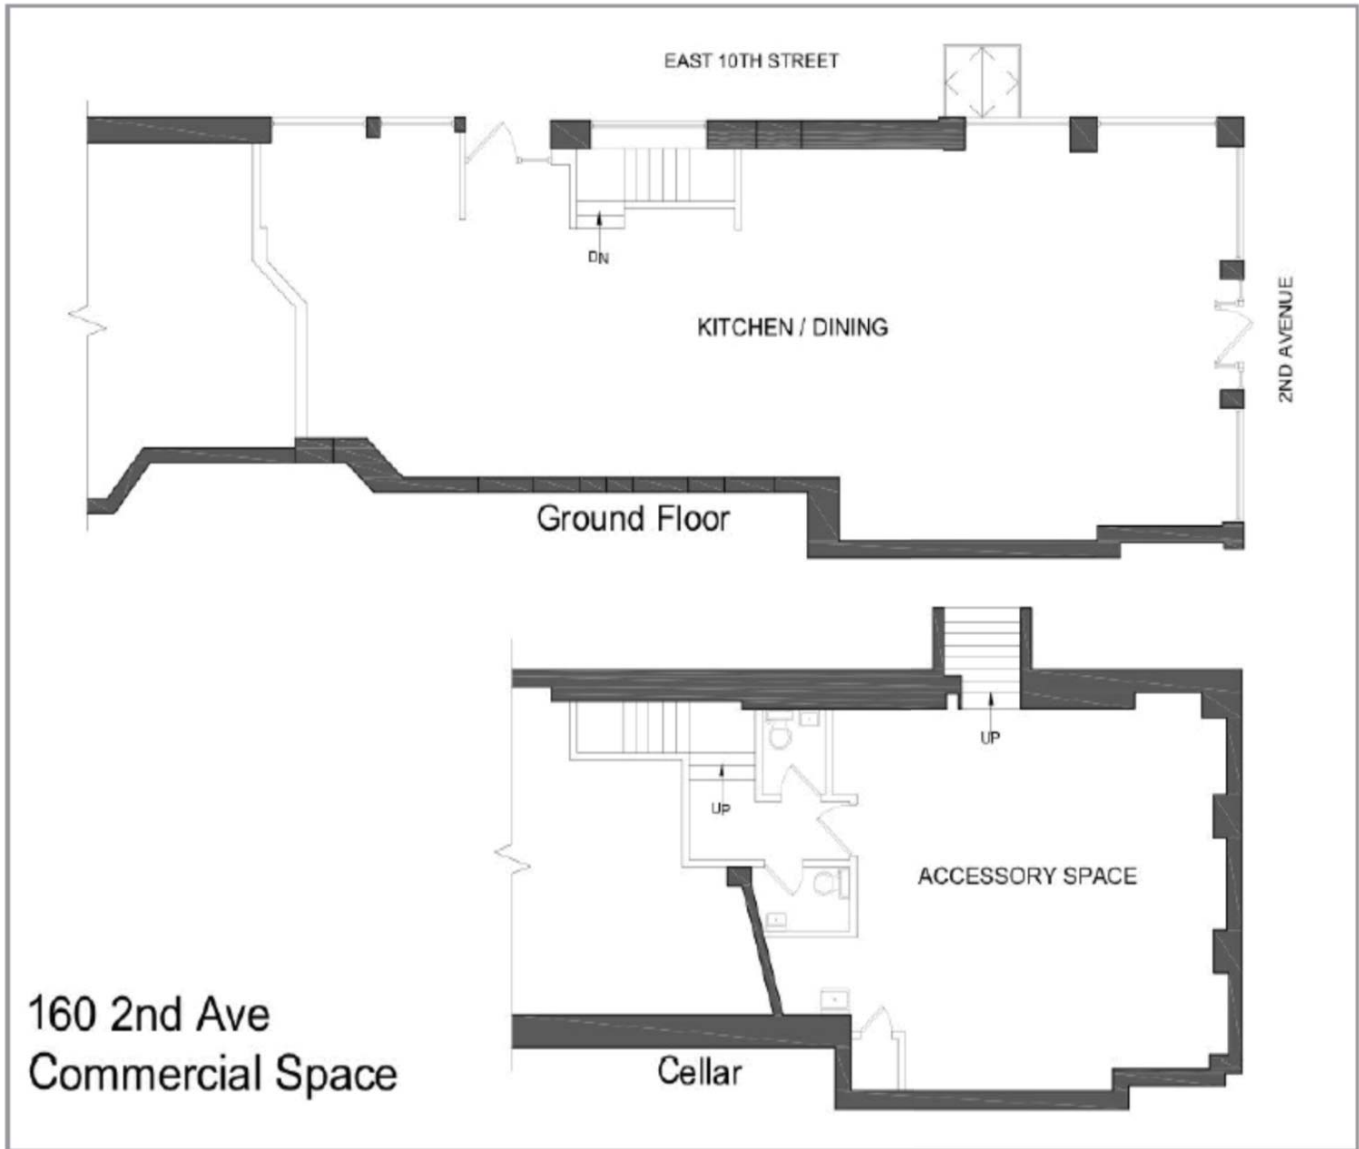 EAST 10TH STREET
DN
KITCHEN / DINING
2ND AVENUE
Ground Floor
UP
UP
ACCESSORY SPACE
160 2nd Ave
Commercial Space
Cellar